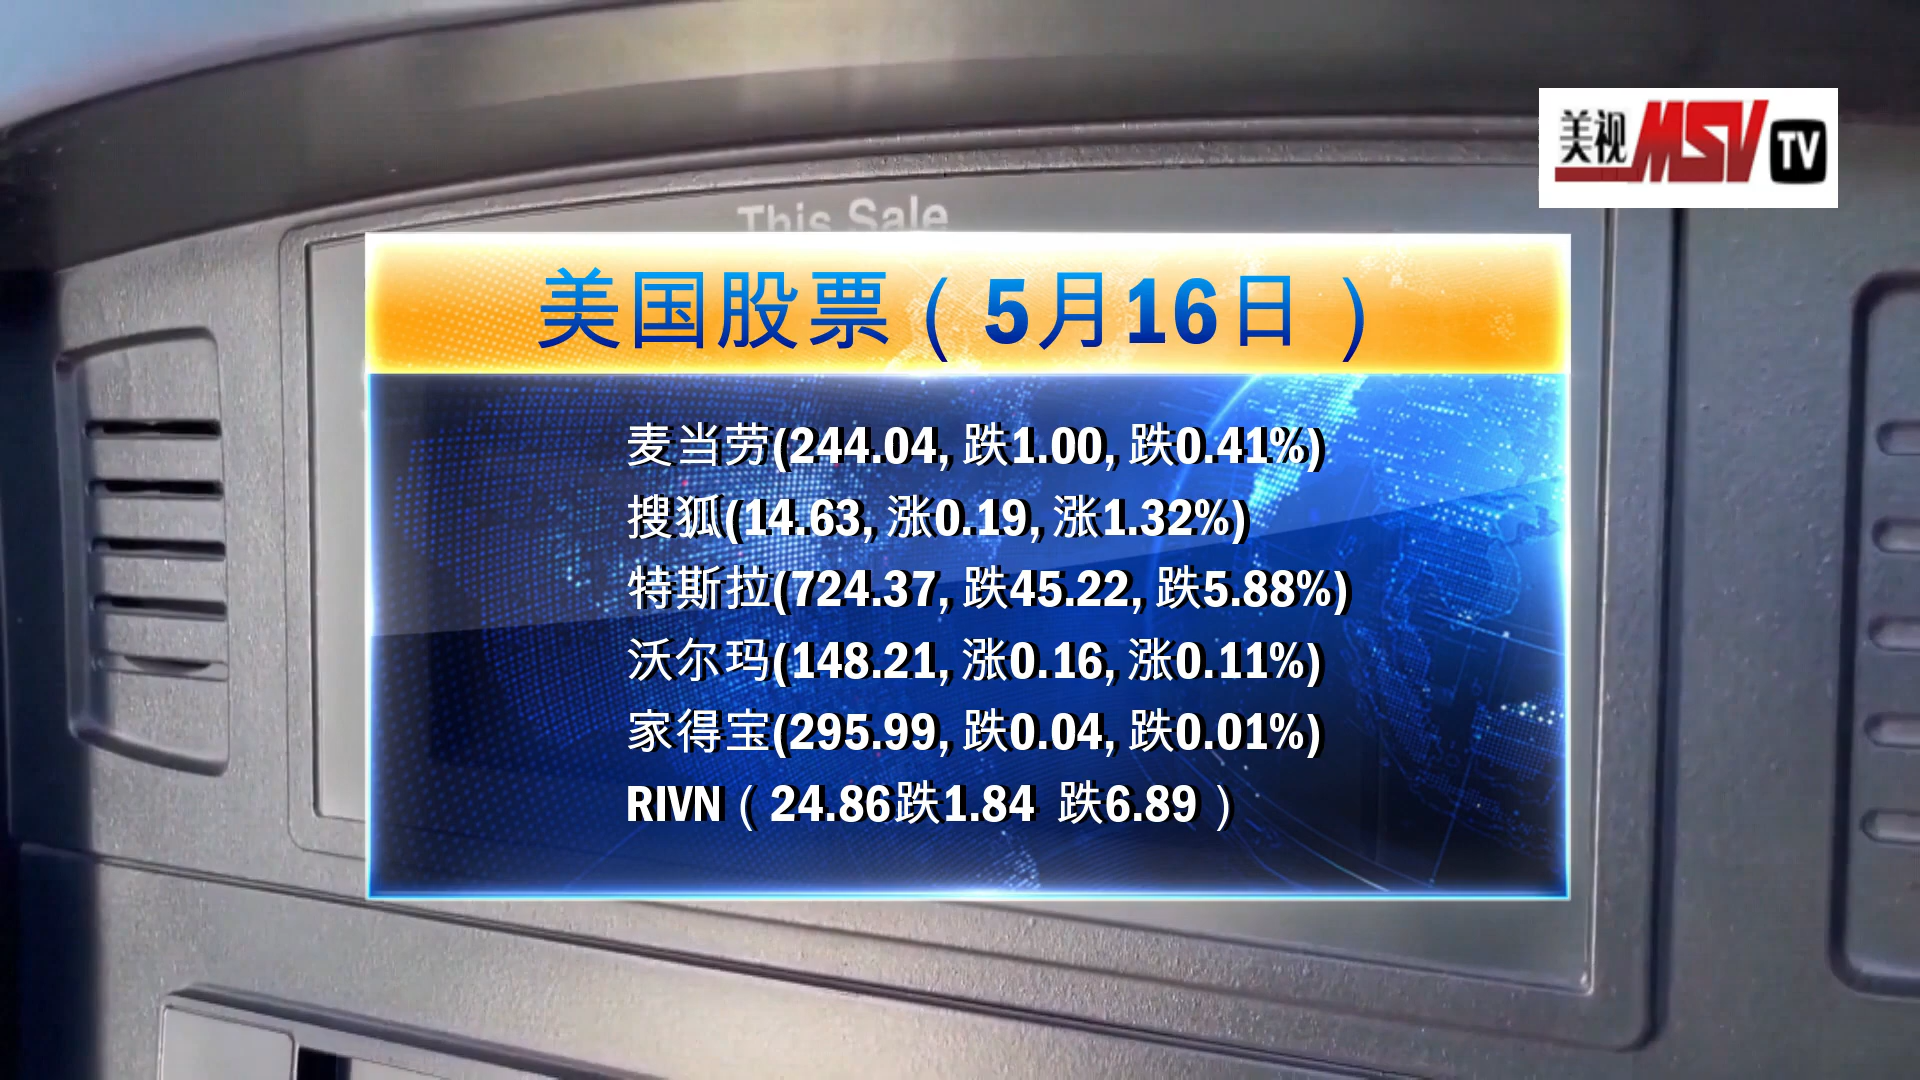 美视MSV TV
This Sale
美国股票（5月16日）
麦当劳(244.04, 跌1.00, 跌0.41%)
搜狐(14.63, 涨0.19, 涨1.32%)
特斯拉(724.37, 跌45.22, 跌5.88%)
沃尔玛(148.21, 涨0.16, 涨0.11%)
家得宝(295.99, 跌0.04, 跌0.01%)
RIVN（24.86跌1.84 跌6.89）